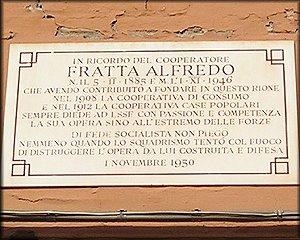 IN RICORDO DEL COOPERATORE
FRATTA ALFREDO
N. IL 5-II-1885 E M. L'1-XI-1946
CHE AVENDO CONTRIBUITO A FONDARE IN QUESTO RIONE
NEL 1908 LA COOPERATIVA DI CONSUMO
E NEL 1912 LA COOPERATIVA CASE POPOLARI
SEMPRE DIEDE AD ESSE CON PASSIONE E COMPETENZA
LA SUA OPERA SINO ALL'ESTREMO DELLE FORZE
DI FEDE SOCIALISTA NON PIEGÒ
NEMMENO QUANDO LO SQUADRISMO TENTÒ COL FUOCO
DI DISTRUGGERE L'OPERA DA LUI COSTRUITA E DIFESA
1 NOVEMBRE 1950